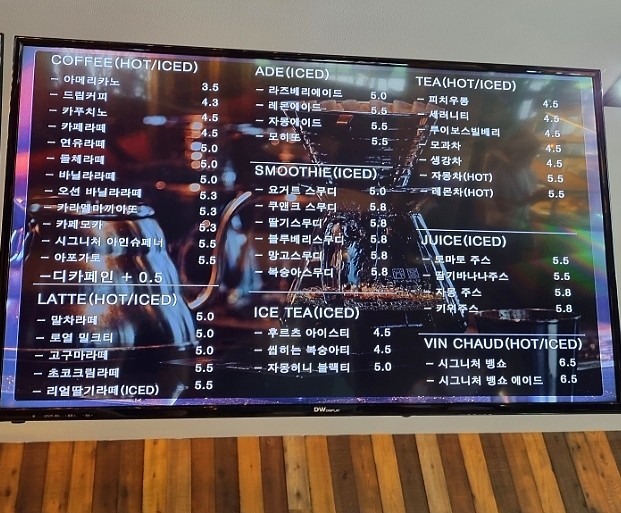 COFFEE(HOT/ICED)
- 아메리카노 3.5
- 드립커피 4.3
- 카푸치노 4.5
- 카페라떼 4.5
- 연유라떼 5.0
- 돌체라떼 5.0
- 바닐라라떼 5.0
- 오선 바닐라라떼 5.3
- 카라멜마끼아또 5.3
- 카페모카 5.3
- 시그니처 아인슈페너 5.5
- 아포가토 5.5
-디카페인 + 0.5
LATTE(HOT/ICED)
- 말차라떼 5.0
- 로열 밀크티 5.0
- 고구마라떼 5.0
- 초코크림라떼 5.5
- 리얼딸기라떼(ICED) 5.5
ADE(ICED)
- 라즈베리에이드 5.0
- 레몬에이드 5.5
- 자몽에이드 5.5
- 모히또 5.5
SMOOTHIE(ICED)
- 요거트 스무디 5.0
- 쿠앤크 스무디 5.8
- 딸기스무디 5.8
- 블루베리스무디 5.8
- 망고스무디 5.8
- 복숭아스무디 5.8
ICE TEA(ICED)
- 후르츠 아이스티 4.5
- 씹히는 복숭아티 4.5
- 자몽허니 블랙티 5.0
TEA(HOT/ICED)
- 피치우롱 4.5
- 세러니티 4.5
- 루이보스빌베리 4.5
- 모과차 4.5
- 생강차 4.5
- 자몽차(HOT) 5.5
- 레몬차(HOT) 5.5
JUICE(ICED)
- 토마토 주스 5.5
- 딸기바나나주스 5.5
- 자몽 주스 5.8
- 키위주스 5.8
VIN CHAUD(HOT/ICED)
- 시그니처 뱅쇼 6.5
- 시그니처 뱅쇼 에이드 6.5
DW DISPLAY